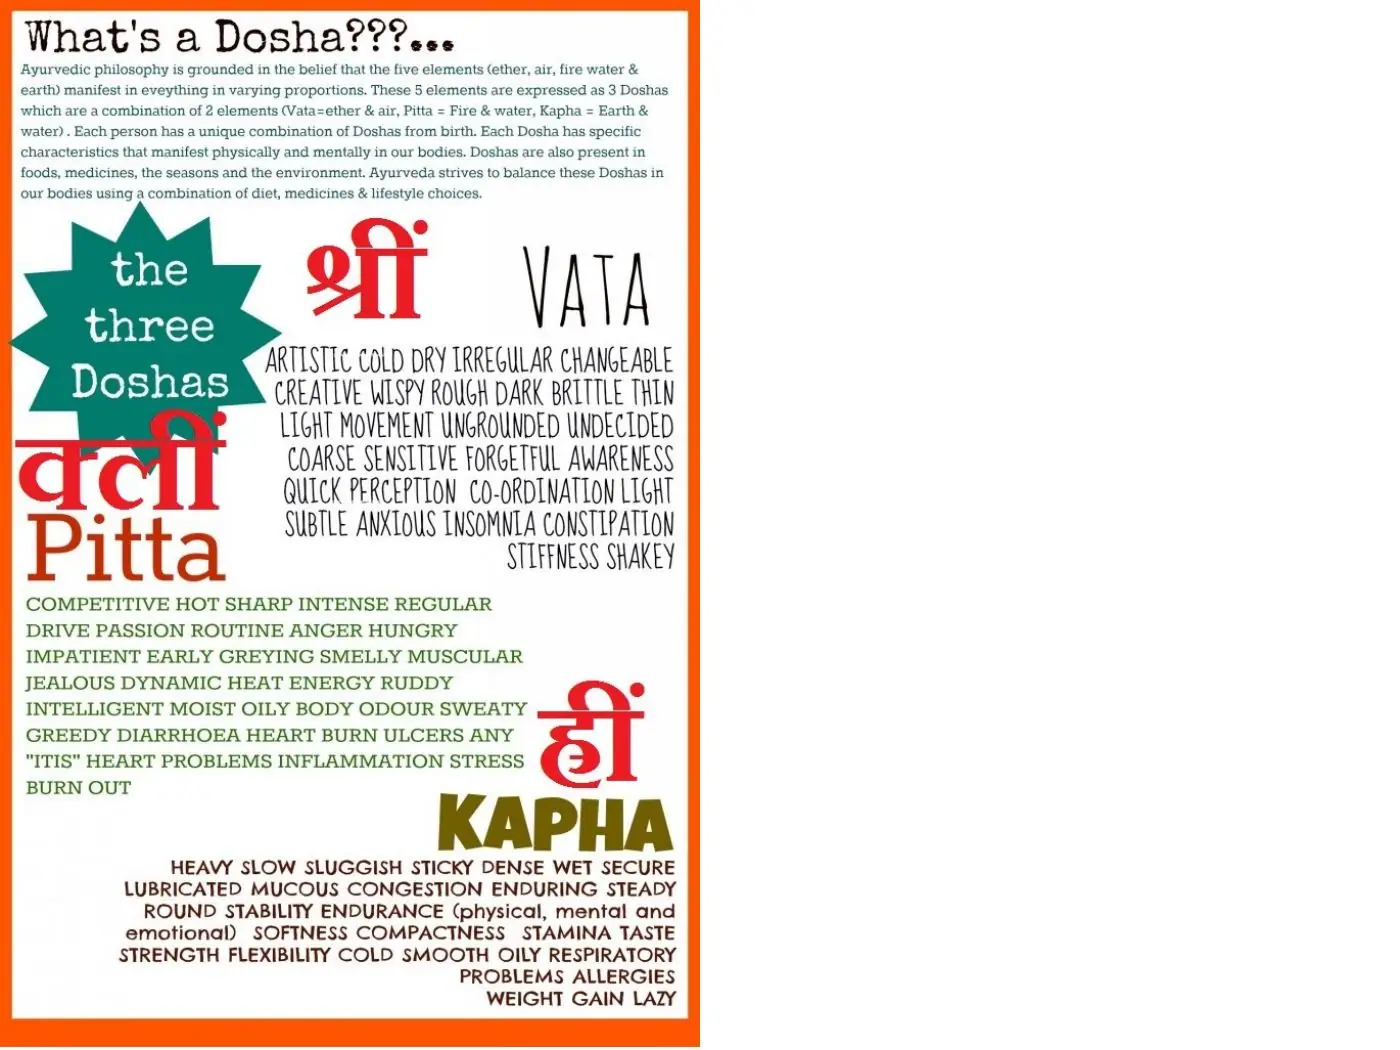 What's a Dosha???...
Ayurvedic philosophy is grounded in the belief that the five elements (ether, air, fire water &
earth) manifest in eveything in varying proportions. These 5 elements are expressed as 3 Doshas
which are a combination of 2 elements (Vata=ether & air, Pitta = Fire & water, Kapha = Earth &
water) . Each person has a unique combination of Doshas from birth. Each Dosha has specific
characteristics that manifest physically and mentally in our bodies. Doshas are also present in
foods, medicines, the seasons and the environment. Ayurveda strives to balance these Doshas in
our bodies using a combination of diet, medicines & lifestyle choices.
the
three
Doshas
श्रीं
VATA
ARTISTIC COLD DRY IRREGULAR CHANGEABLE
CREATIVE WISPY ROUGH DARK BRITTLE THIN
LIGHT MOVEMENT UNGROUNDED UNDECIDED
COARSE SENSITIVE FORGETFUL AWARENESS
QUICK PERCEPTION CO-ORDINATION LIGHT
SUBTLE ANXIOUS INSOMNIA CONSTIPATION
STIFFNESS SHAKEY
क्लीं
Pitta
COMPETITIVE HOT SHARP INTENSE REGULAR
DRIVE PASSION ROUTINE ANGER HUNGRY
IMPATIENT EARLY GREYING SMELLY MUSCULAR
JEALOUS DYNAMIC HEAT ENERGY RUDDY
INTELLIGENT MOIST OILY BODY ODOUR SWEATY
GREEDY DIARRHOEA HEART BURN ULCERS ANY
"ITIS" HEART PROBLEMS INFLAMMATION STRESS
BURN OUT
हीं
KAPHA
HEAVY SLOW SLUGGISH STICKY DENSE WET SECURE
LUBRICATED MUCOUS CONGESTION ENDURING STEADY
ROUND STABILITY ENDURANCE (physical, mental and
emotional) SOFTNESS COMPACTNESS STAMINA TASTE
STRENGTH FLEXIBILITY COLD SMOOTH OILY RESPIRATORY
PROBLEMS ALLERGIES
WEIGHT GAIN LAZY